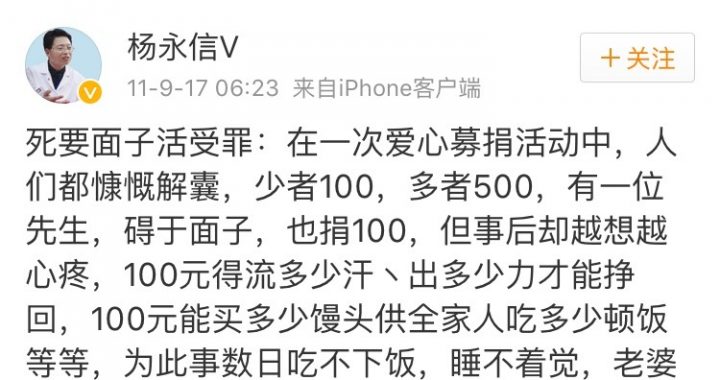 杨永信V
+关注
11-9-17 06:23 来自iPhone客户端
死要面子活受罪：在一次爱心募捐活动中，人
们都慷慨解囊，少者100，多者500，有一位
先生，碍于面子，也捐100，但事后却越想越
心疼，100元得流多少汗丶出多少力才能挣
回，100元能买多少馒头供全家人吃多少顿饭
等等，为此事数日吃不下饭，睡不着觉，老婆